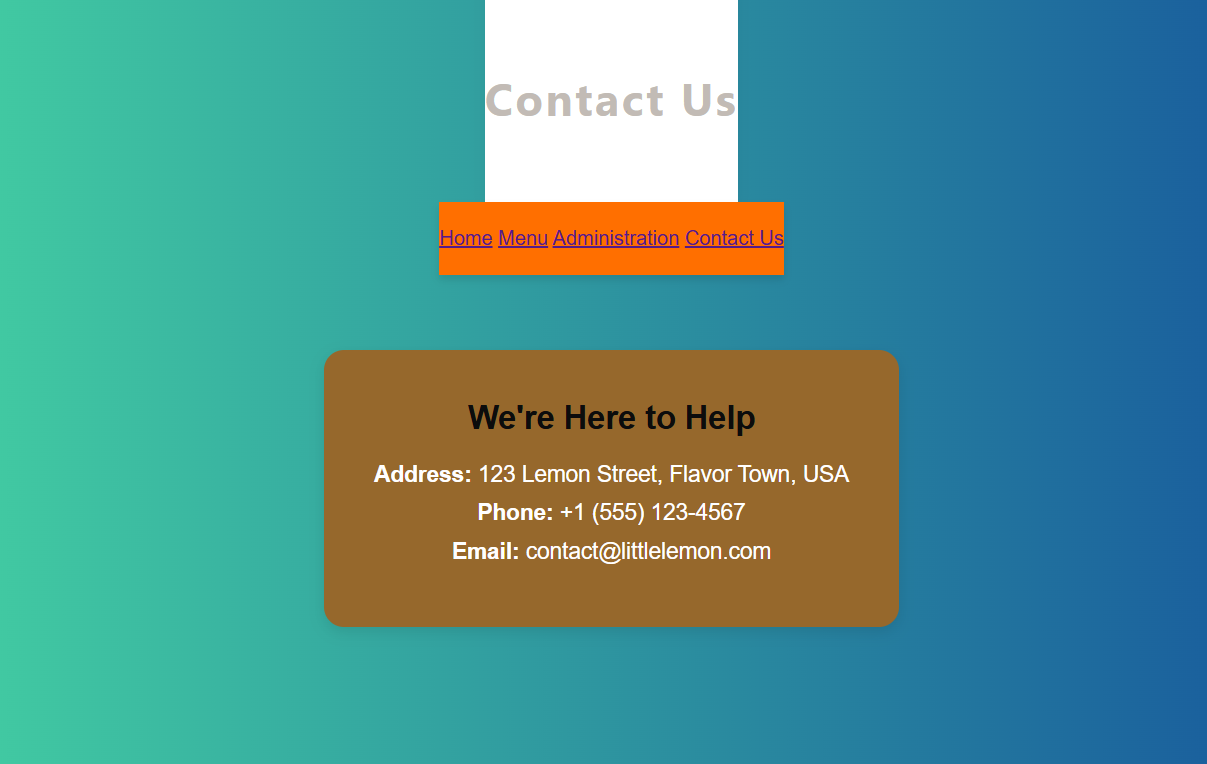 Contact Us
Home Menu Administration Contact Us
We're Here to Help
Address: 123 Lemon Street, Flavor Town, USA
Phone: +1 (555) 123-4567
Email: contact@littlelemon.com